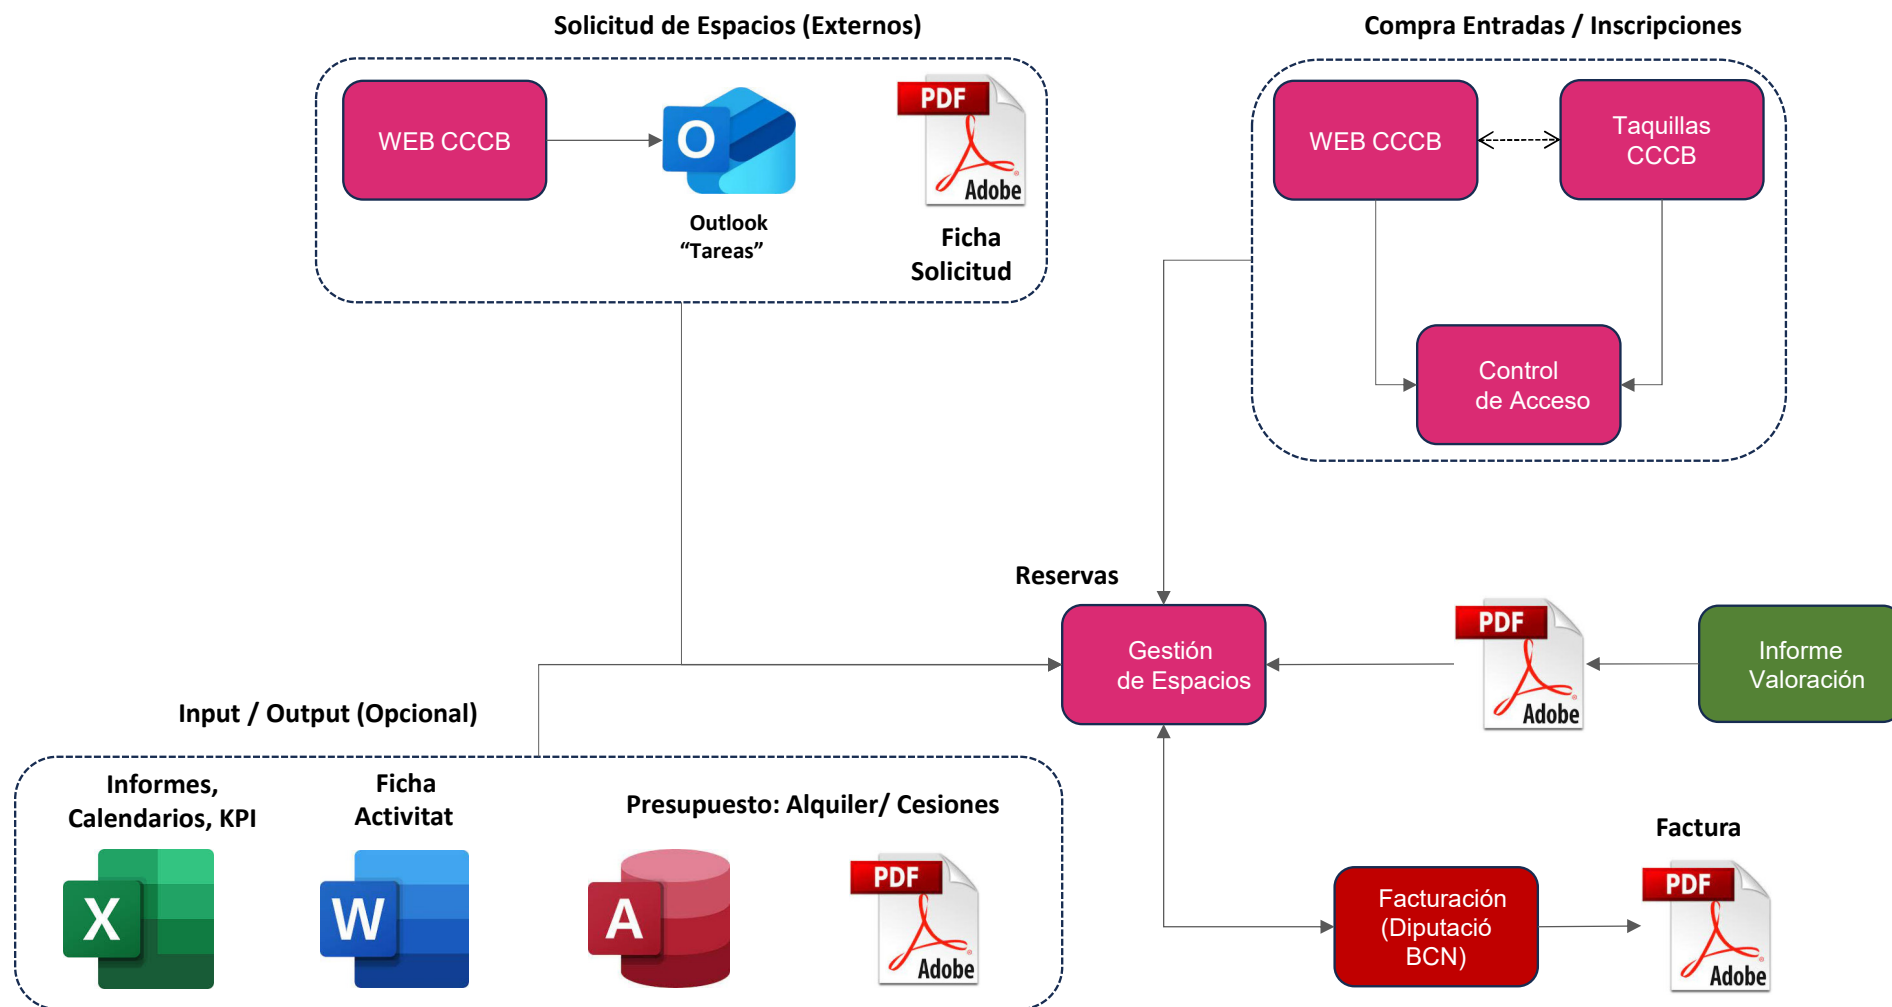 Solicitud de Espacios (Externos)
WEB CCCB
O
Outlook
“Tareas”
PDF
Adobe
Ficha
Solicitud
Compra Entradas / Inscripciones
WEB CCCB
Taquillas
CCCB
Control
de Acceso
Reservas
Gestión
de Espacios
PDF
Adobe
Informe
Valoración
Input / Output (Opcional)
Informes,
Calendarios, KPI
X
Ficha
Activitat
W
Presupuesto: Alquiler/ Cesiones
A
PDF
Adobe
Facturación
(Diputació
BCN)
Factura
PDF
Adobe